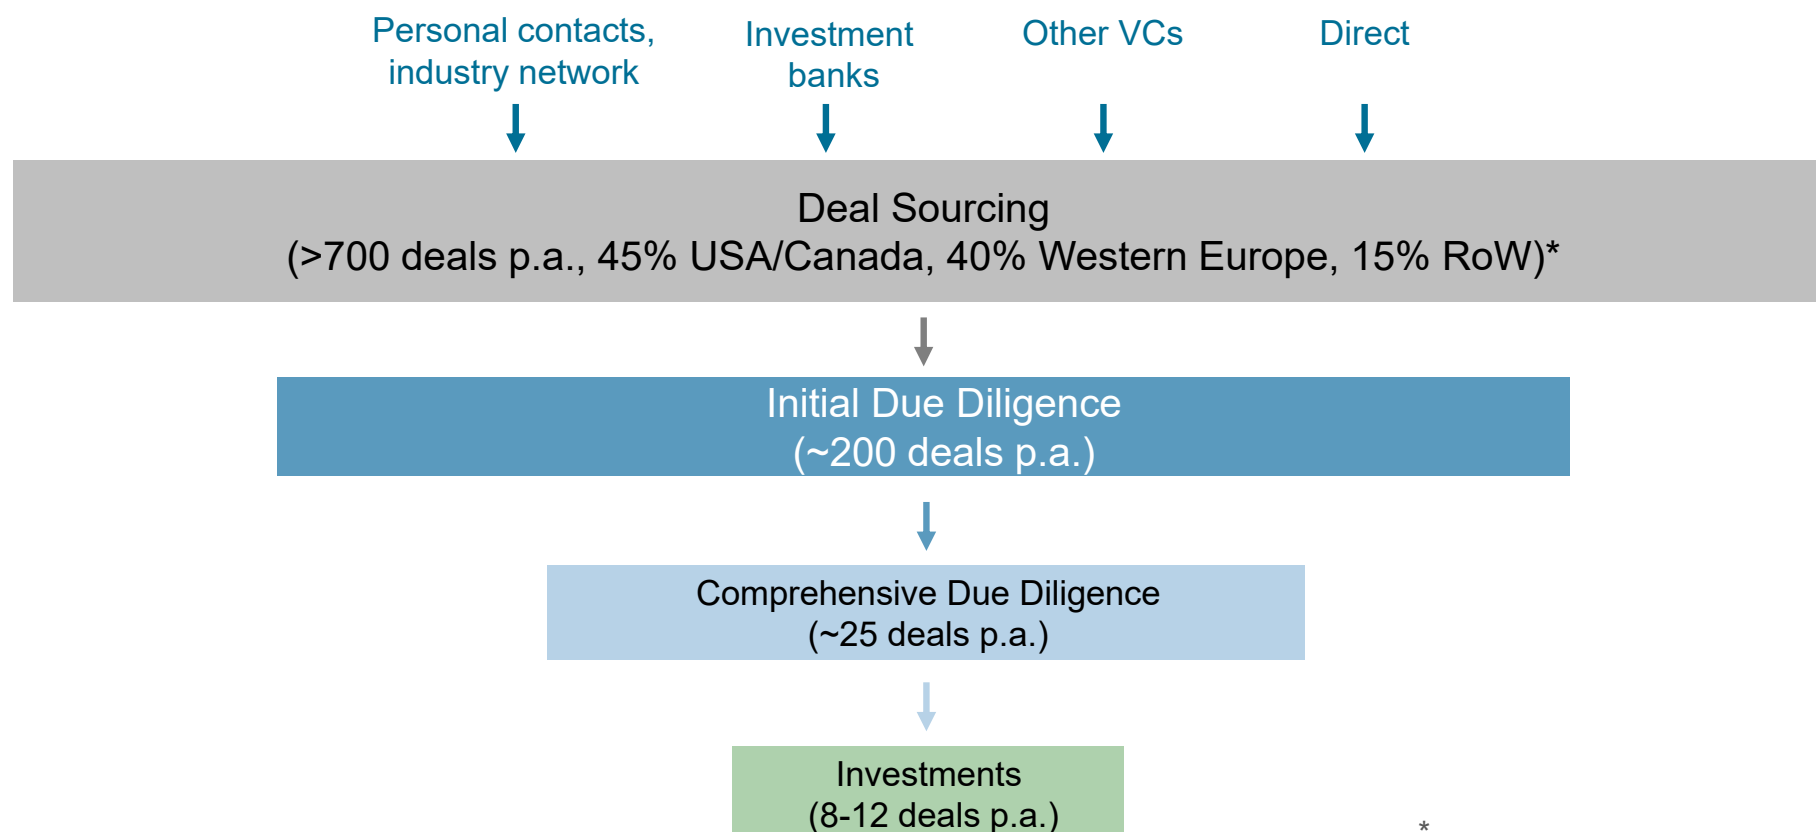 Personal contacts,
industry network
Investment
banks
Other VCs
Direct
Deal Sourcing
(>700 deals p.a., 45% USA/Canada, 40% Western Europe, 15% RoW)*
Initial Due Diligence
(~200 deals p.a.)
Comprehensive Due Diligence
(~25 deals p.a.)
Investments
(8-12 deals p.a.)
*